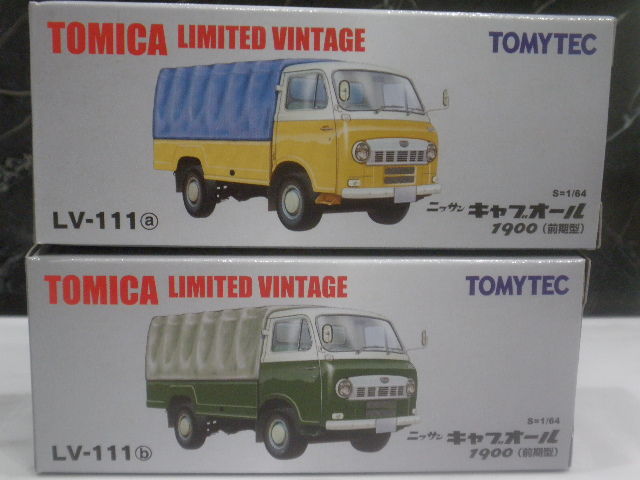 TOMICA LIMITED VINTAGE TOMYTEC
S=1/64
LV-111ⓐ ニッサン キャブオール
1900 (前期型)
TOMICA LIMITED VINTAGE TOMYTEC
S=1/64
LV-111ⓑ ニッサン キャブオール
1900 (前期型)